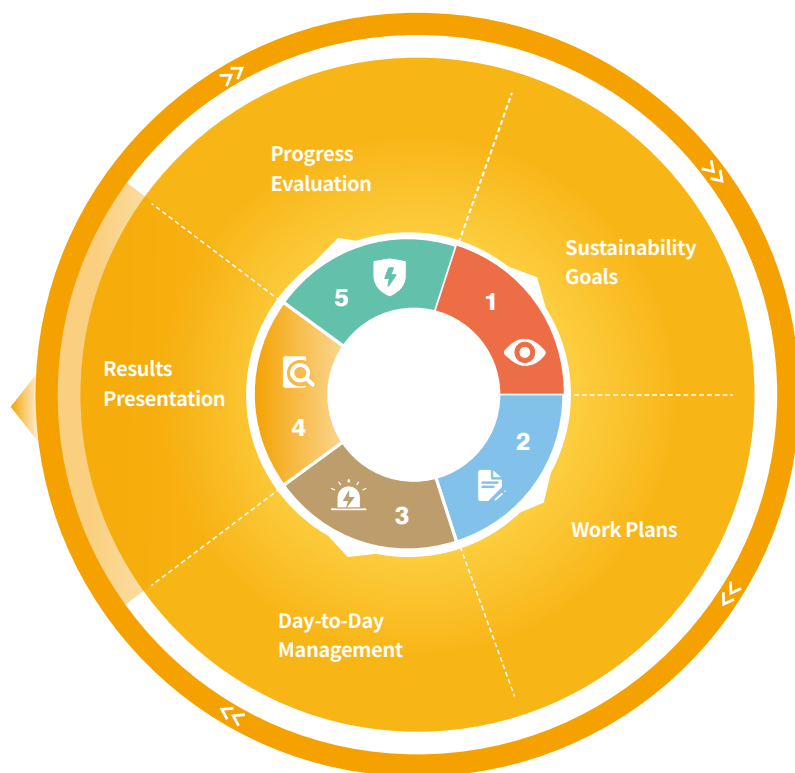 Progress
Evaluation
Sustainability
Goals
5
1
Results
Presentation
4
2
3
Work Plans
Day-to-Day
Management